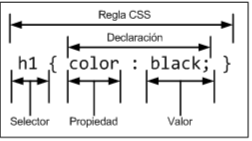 Regla CSS
Declaración
h1 { color : black; }
Selector Propiedad Valor